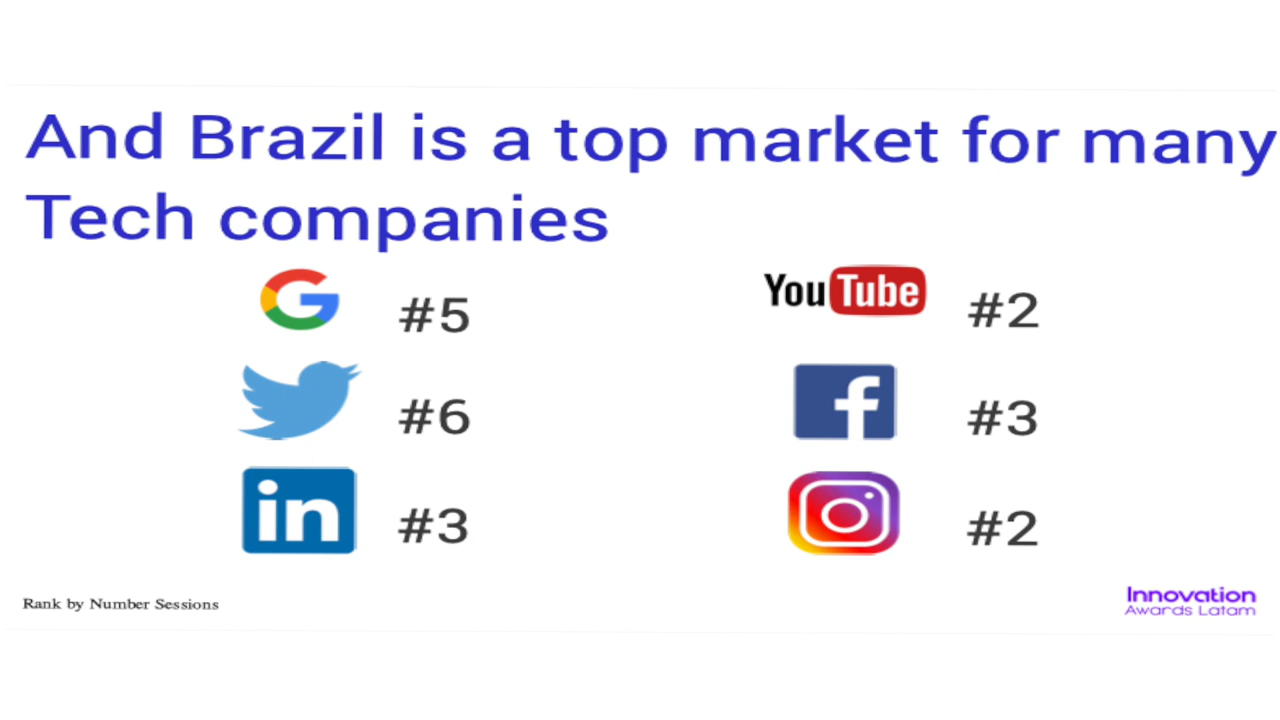 And Brazil is a top market for many
Tech companies
#5
YouTube #2
#6
#3
in #3
#2
Rank by Number Sessions
Innovation
Awards Latam